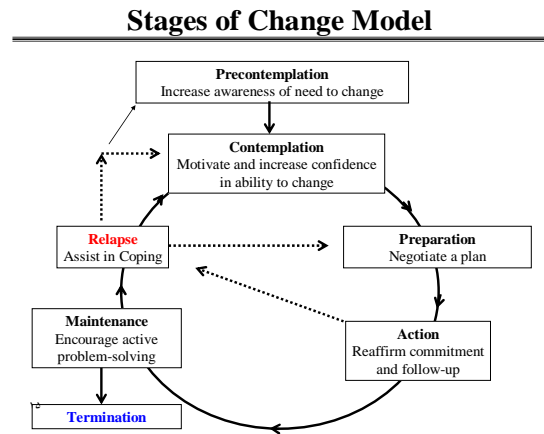 Stages of Change Model
Precontemplation
Increase awareness of need to change
Contemplation
Motivate and increase confidence
in ability to change
Relapse
Assist in Coping
Preparation
Negotiate a plan
Maintenance
Encourage active
problem-solving
Action
Reaffirm commitment
and follow-up
Termination